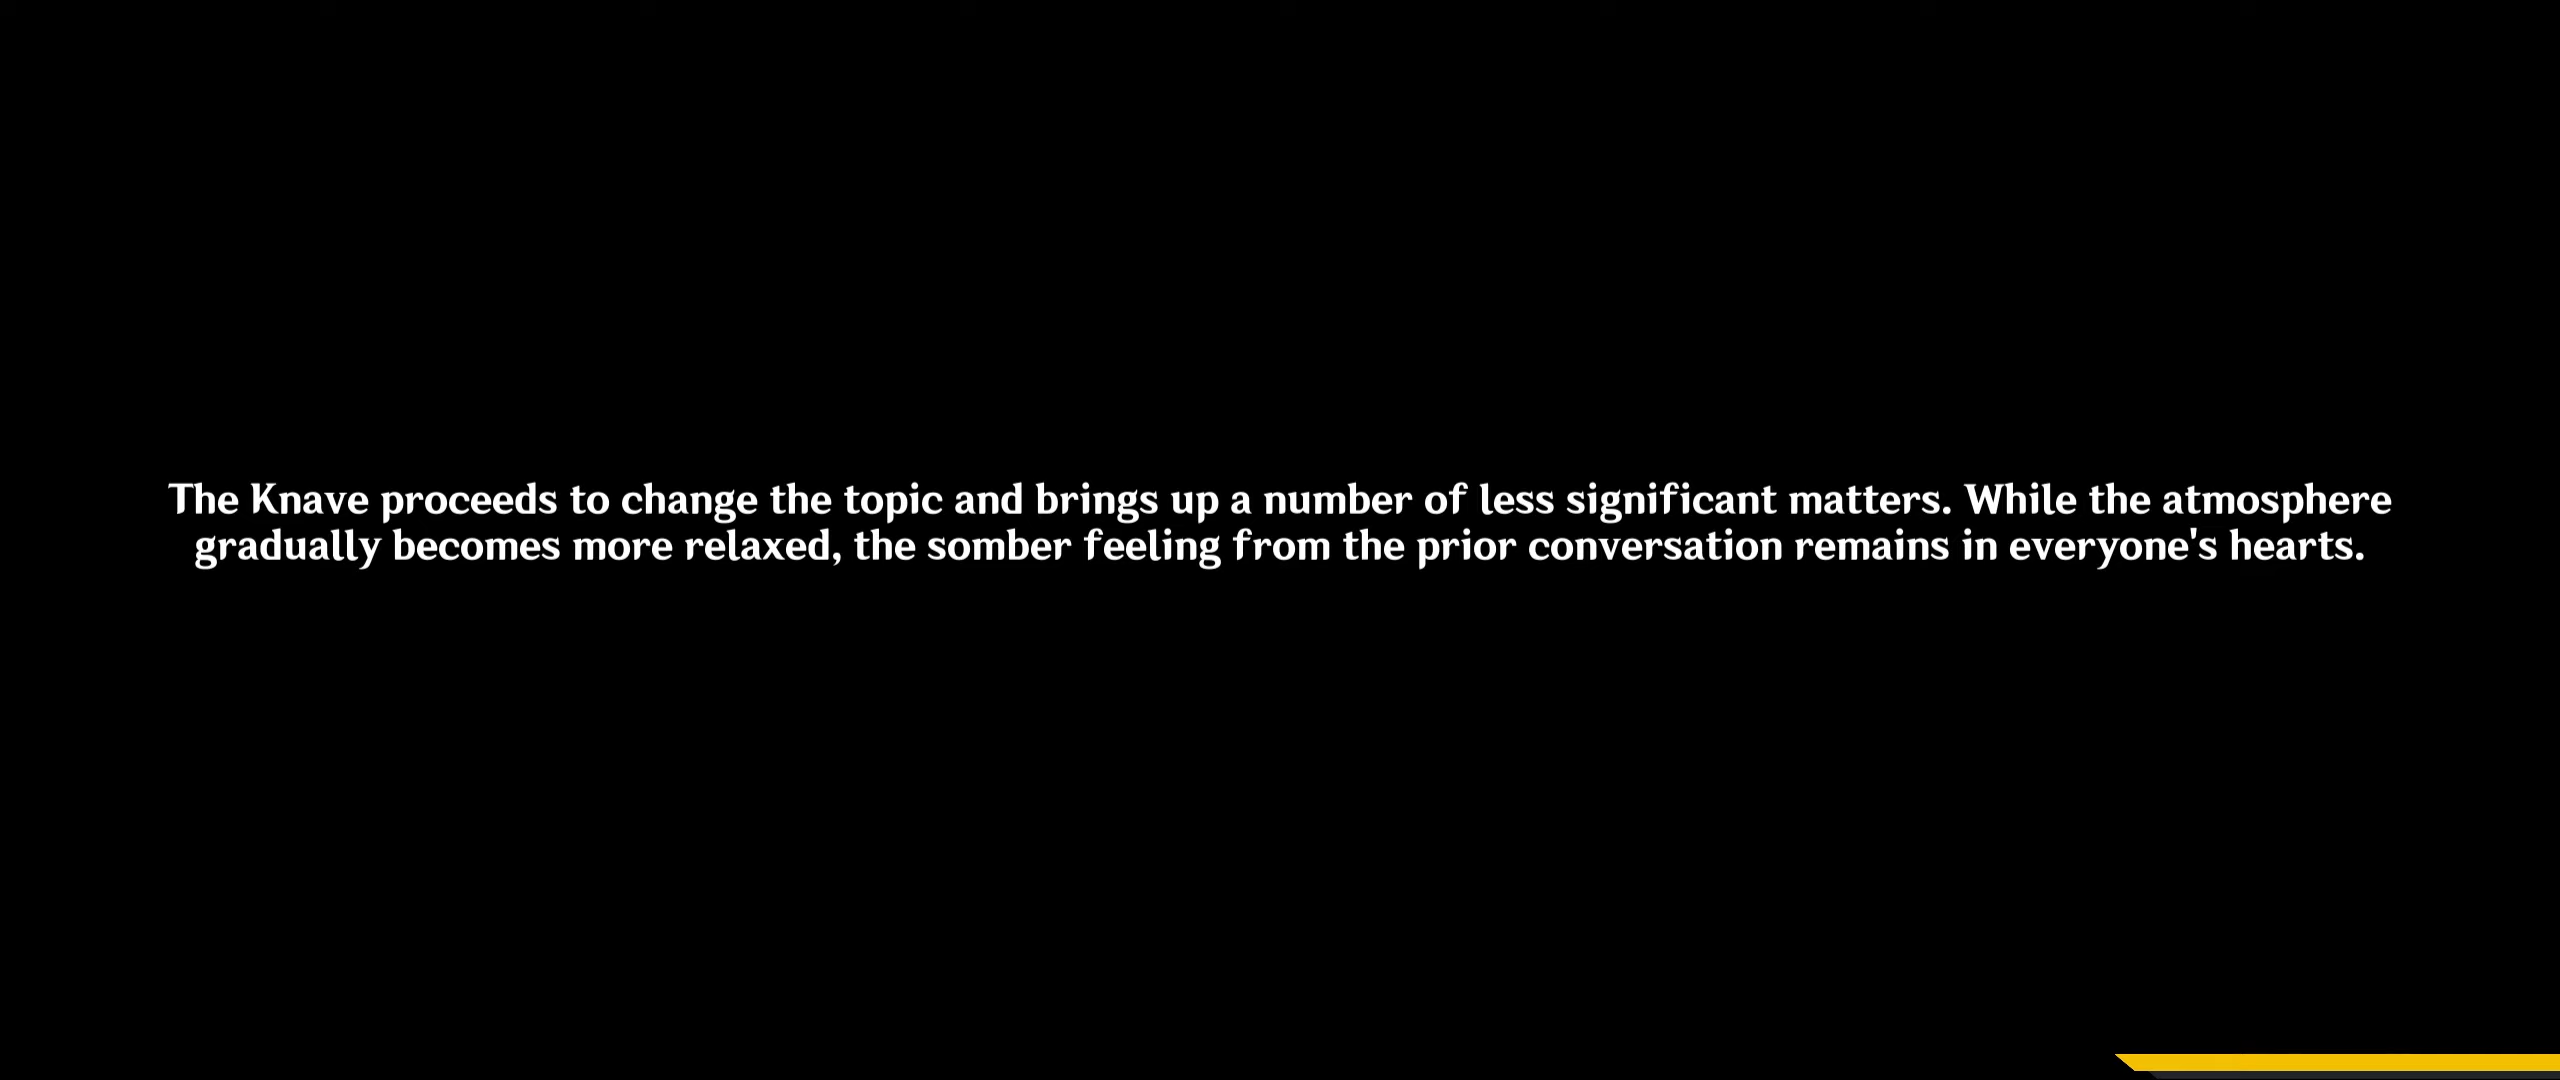 The Knave proceeds to change the topic and brings up a number of less significant matters. While the atmosphere
gradually becomes more relaxed, the somber feeling from the prior conversation remains in everyone's hearts.